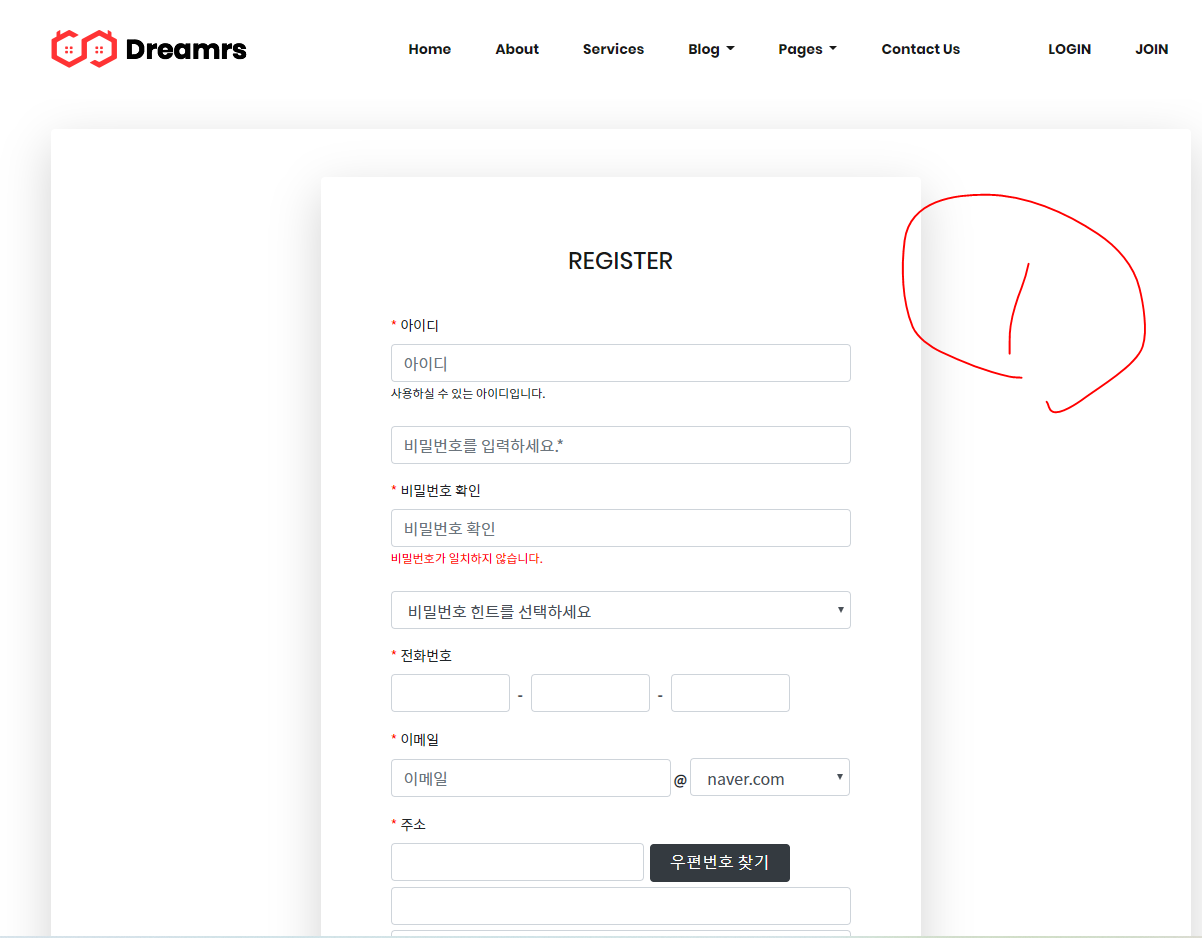 Dreamrs Home About Services Blog Pages Contact Us LOGIN JOIN
REGISTER
* 아이디
아이디
사용하실 수 있는 아이디입니다.
비밀번호를 입력하세요.*
* 비밀번호 확인
비밀번호 확인
비밀번호가 일치하지 않습니다.
비밀번호 힌트를 선택하세요
* 전화번호
- -
* 이메일
이메일 @ naver.com
* 주소
우편번호 찾기